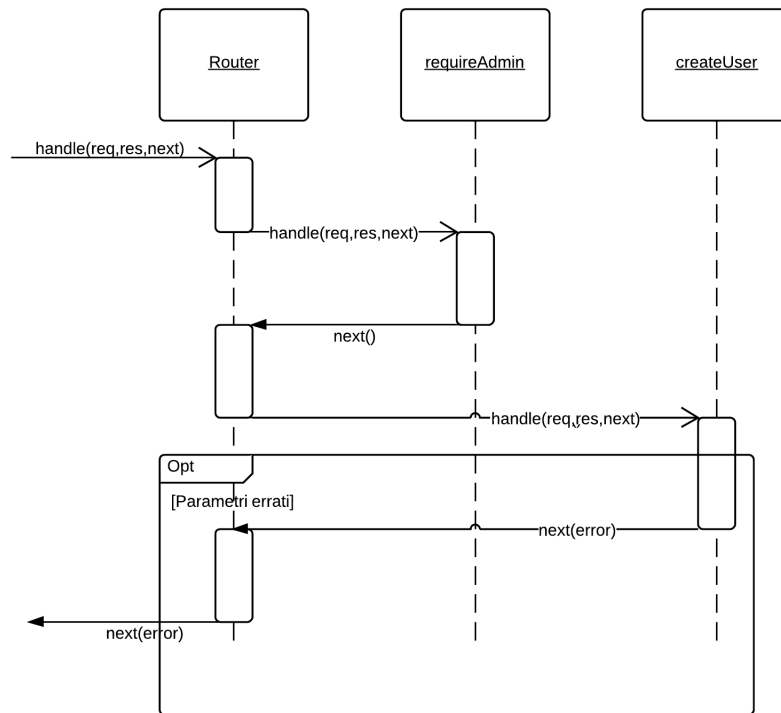 Router
requireAdmin
createUser
handle(req,res,next)
handle(req,res,next)
next()
handle(req,res,next)
Opt
[Parametri errati]
next(error)
next(error)